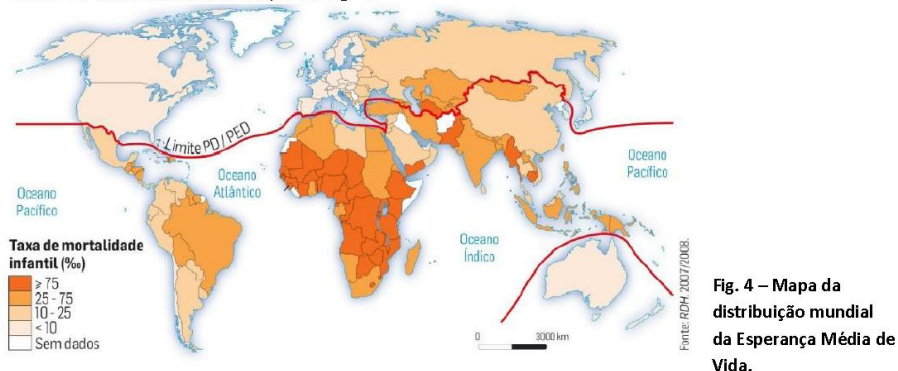 Limite PD / PED
Oceano
Pacífico
Oceano
Atlântico
Oceano
Pacífico
Oceano
Índico
Taxa de mortalidade
infantil (‰)
≥ 75
25 - 75
10 - 25
< 10
Sem dados
0 3000 km
Fonte: RDH, 2007/2008.
Fig. 4 – Mapa da
distribuição mundial
da Esperança Média de
Vida.